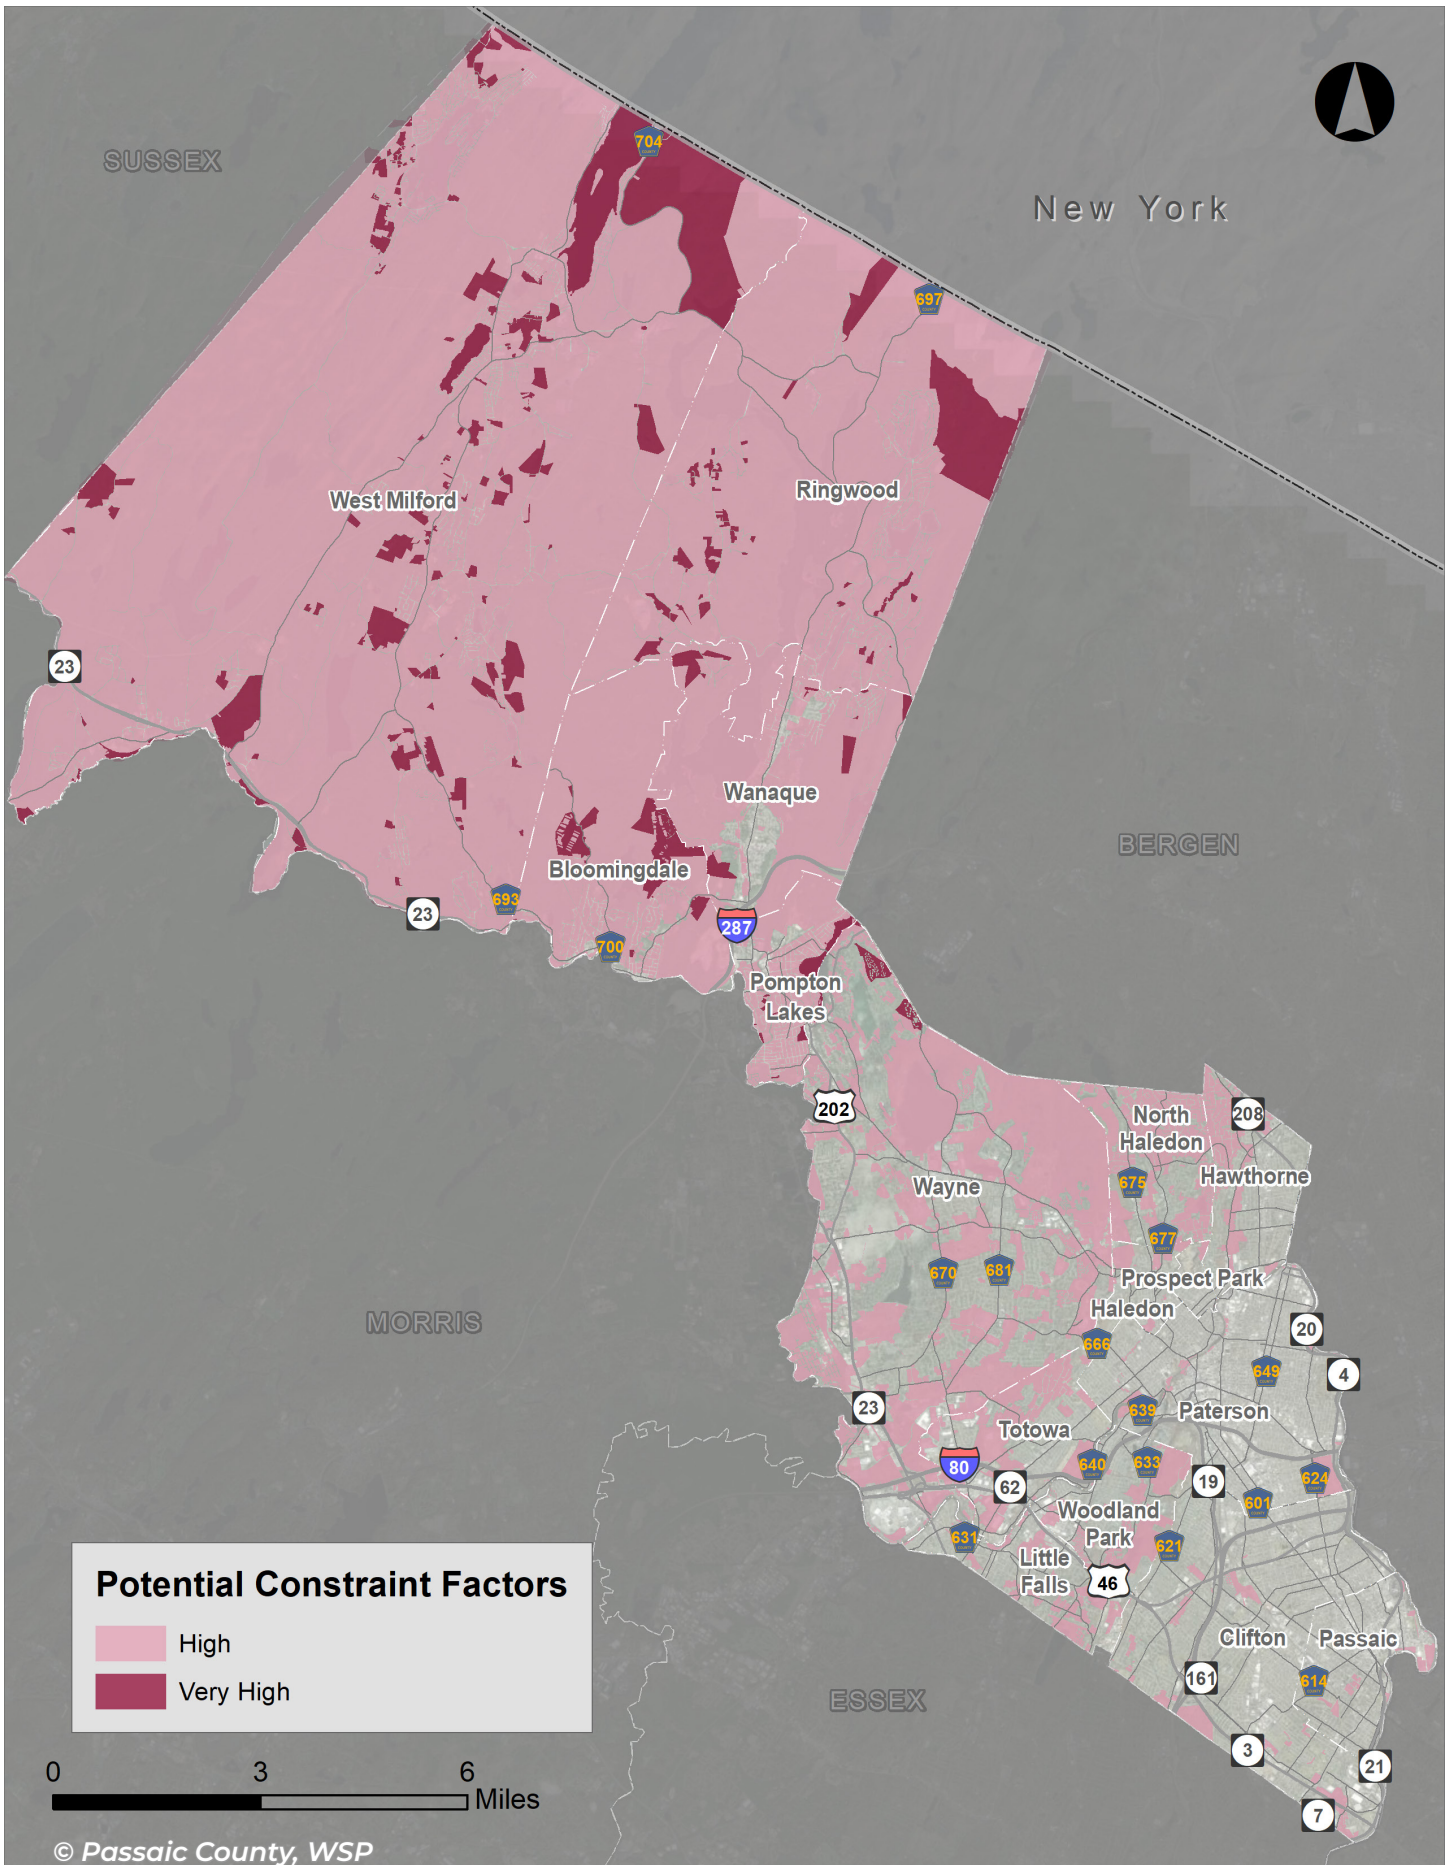 704
SUSSEX
New York
697
Ringwood
West Milford
23
Wanaque
BERGEN
Bloomingdale
693
23
287
700
Pompton
Lakes
202
North
Haledon
208
Hawthorne
675
Wayne
677
670
681
Prospect Park
Haledon
MORRIS
20
666
649
4
23
639
Paterson
Totowa
80
640
633
62
19
624
601
Woodland
Park
631
621
Little
Falls
46
Potential Constraint Factors
High
Very High
Clifton
Passaic
161
614
ESSEX
3
21
7
0 3 6
Miles
© Passaic County, WSP